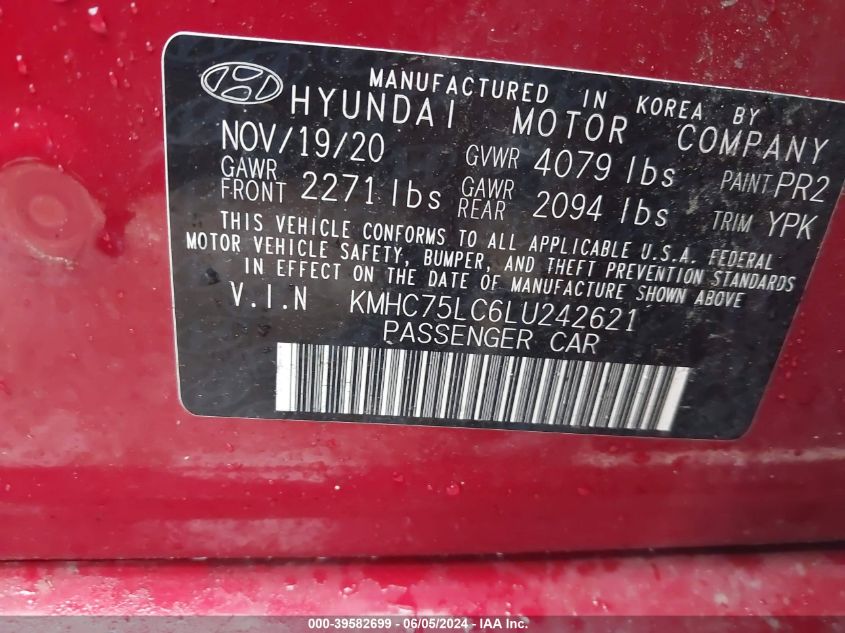 MANUFACTURED IN KOREA BY
HYUNDAI MOTOR COMPANY
NOV/19/20 GVWR 4079 lbs PAINT PR2
GAWR FRONT 2271 lbs GAWR REAR 2094 lbs TRIM YPK
THIS VEHICLE CONFORMS TO ALL APPLICABLE U.S.A. FEDERAL
MOTOR VEHICLE SAFETY, BUMPER, AND THEFT PREVENTION STANDARDS
IN EFFECT ON THE DATE OF MANUFACTURE SHOWN ABOVE
V.I.N KMHC75LC6LU242621
PASSENGER CAR
000-39582699 - 06/05/2024 - IAA Inc.